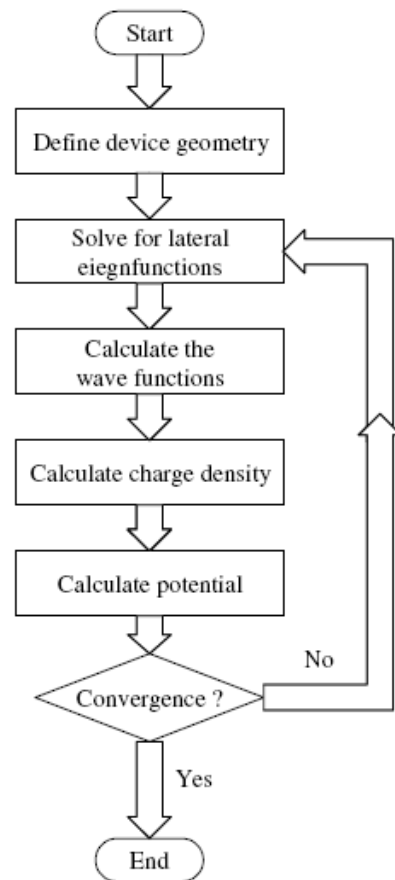 Start
Define device geometry
Solve for lateral
eiegnfunctions
Calculate the
wave functions
Calculate charge density
Calculate potential
No
Convergence ?
Yes
End